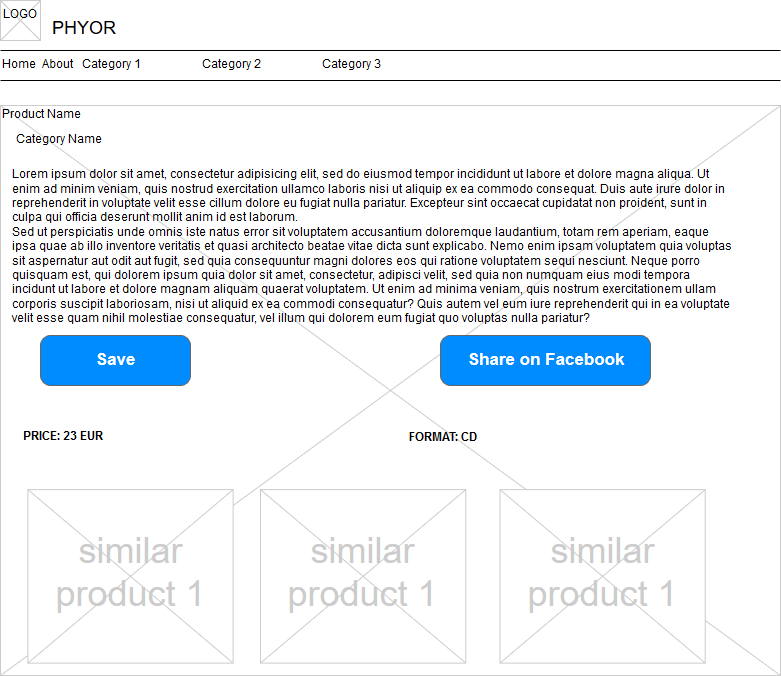 LOGO
PHYOR
Home About Category 1 Category 2 Category 3
Product Name
Category Name
Lorem ipsum dolor sit amet, consectetur adipisicing elit, sed do eiusmod tempor incididunt ut labore et dolore magna aliqua. Ut
enim ad minim veniam, quis nostrud exercitation ullamco laboris nisi ut aliquip ex ea commodo consequat. Duis aute irure dolor in
reprehenderit in voluptate velit esse cillum dolore eu fugiat nulla pariatur. Excepteur sint occaecat cupidatat non proident, sunt in
culpa qui officia deserunt mollit anim id est laborum.
Sed ut perspiciatis unde omnis iste natus error sit voluptatem accusantium doloremque laudantium, totam rem aperiam, eaque
ipsa quae ab illo inventore veritatis et quasi architecto beatae vitae dicta sunt explicabo. Nemo enim ipsam voluptatem quia voluptas
sit aspernatur aut odit aut fugit, sed quia consequuntur magni dolores eos qui ratione voluptatem sequi nesciunt. Neque porro
quisquam est, qui dolorem ipsum quia dolor sit amet, consectetur, adipisci velit, sed quia non numquam eius modi tempora
incidunt ut labore et dolore magnam aliquam quaerat voluptatem. Ut enim ad minima veniam, quis nostrum exercitationem ullam
corporis suscipit laboriosam, nisi ut aliquid ex ea commodi consequatur? Quis autem vel eum iure reprehenderit qui in ea voluptate
velit esse quam nihil molestiae consequatur, vel illum qui dolorem eum fugiat quo voluptas nulla pariatur?
Save Share on Facebook
PRICE: 23 EUR FORMAT: CD
similar similar similar
product 1 product 1 product 1